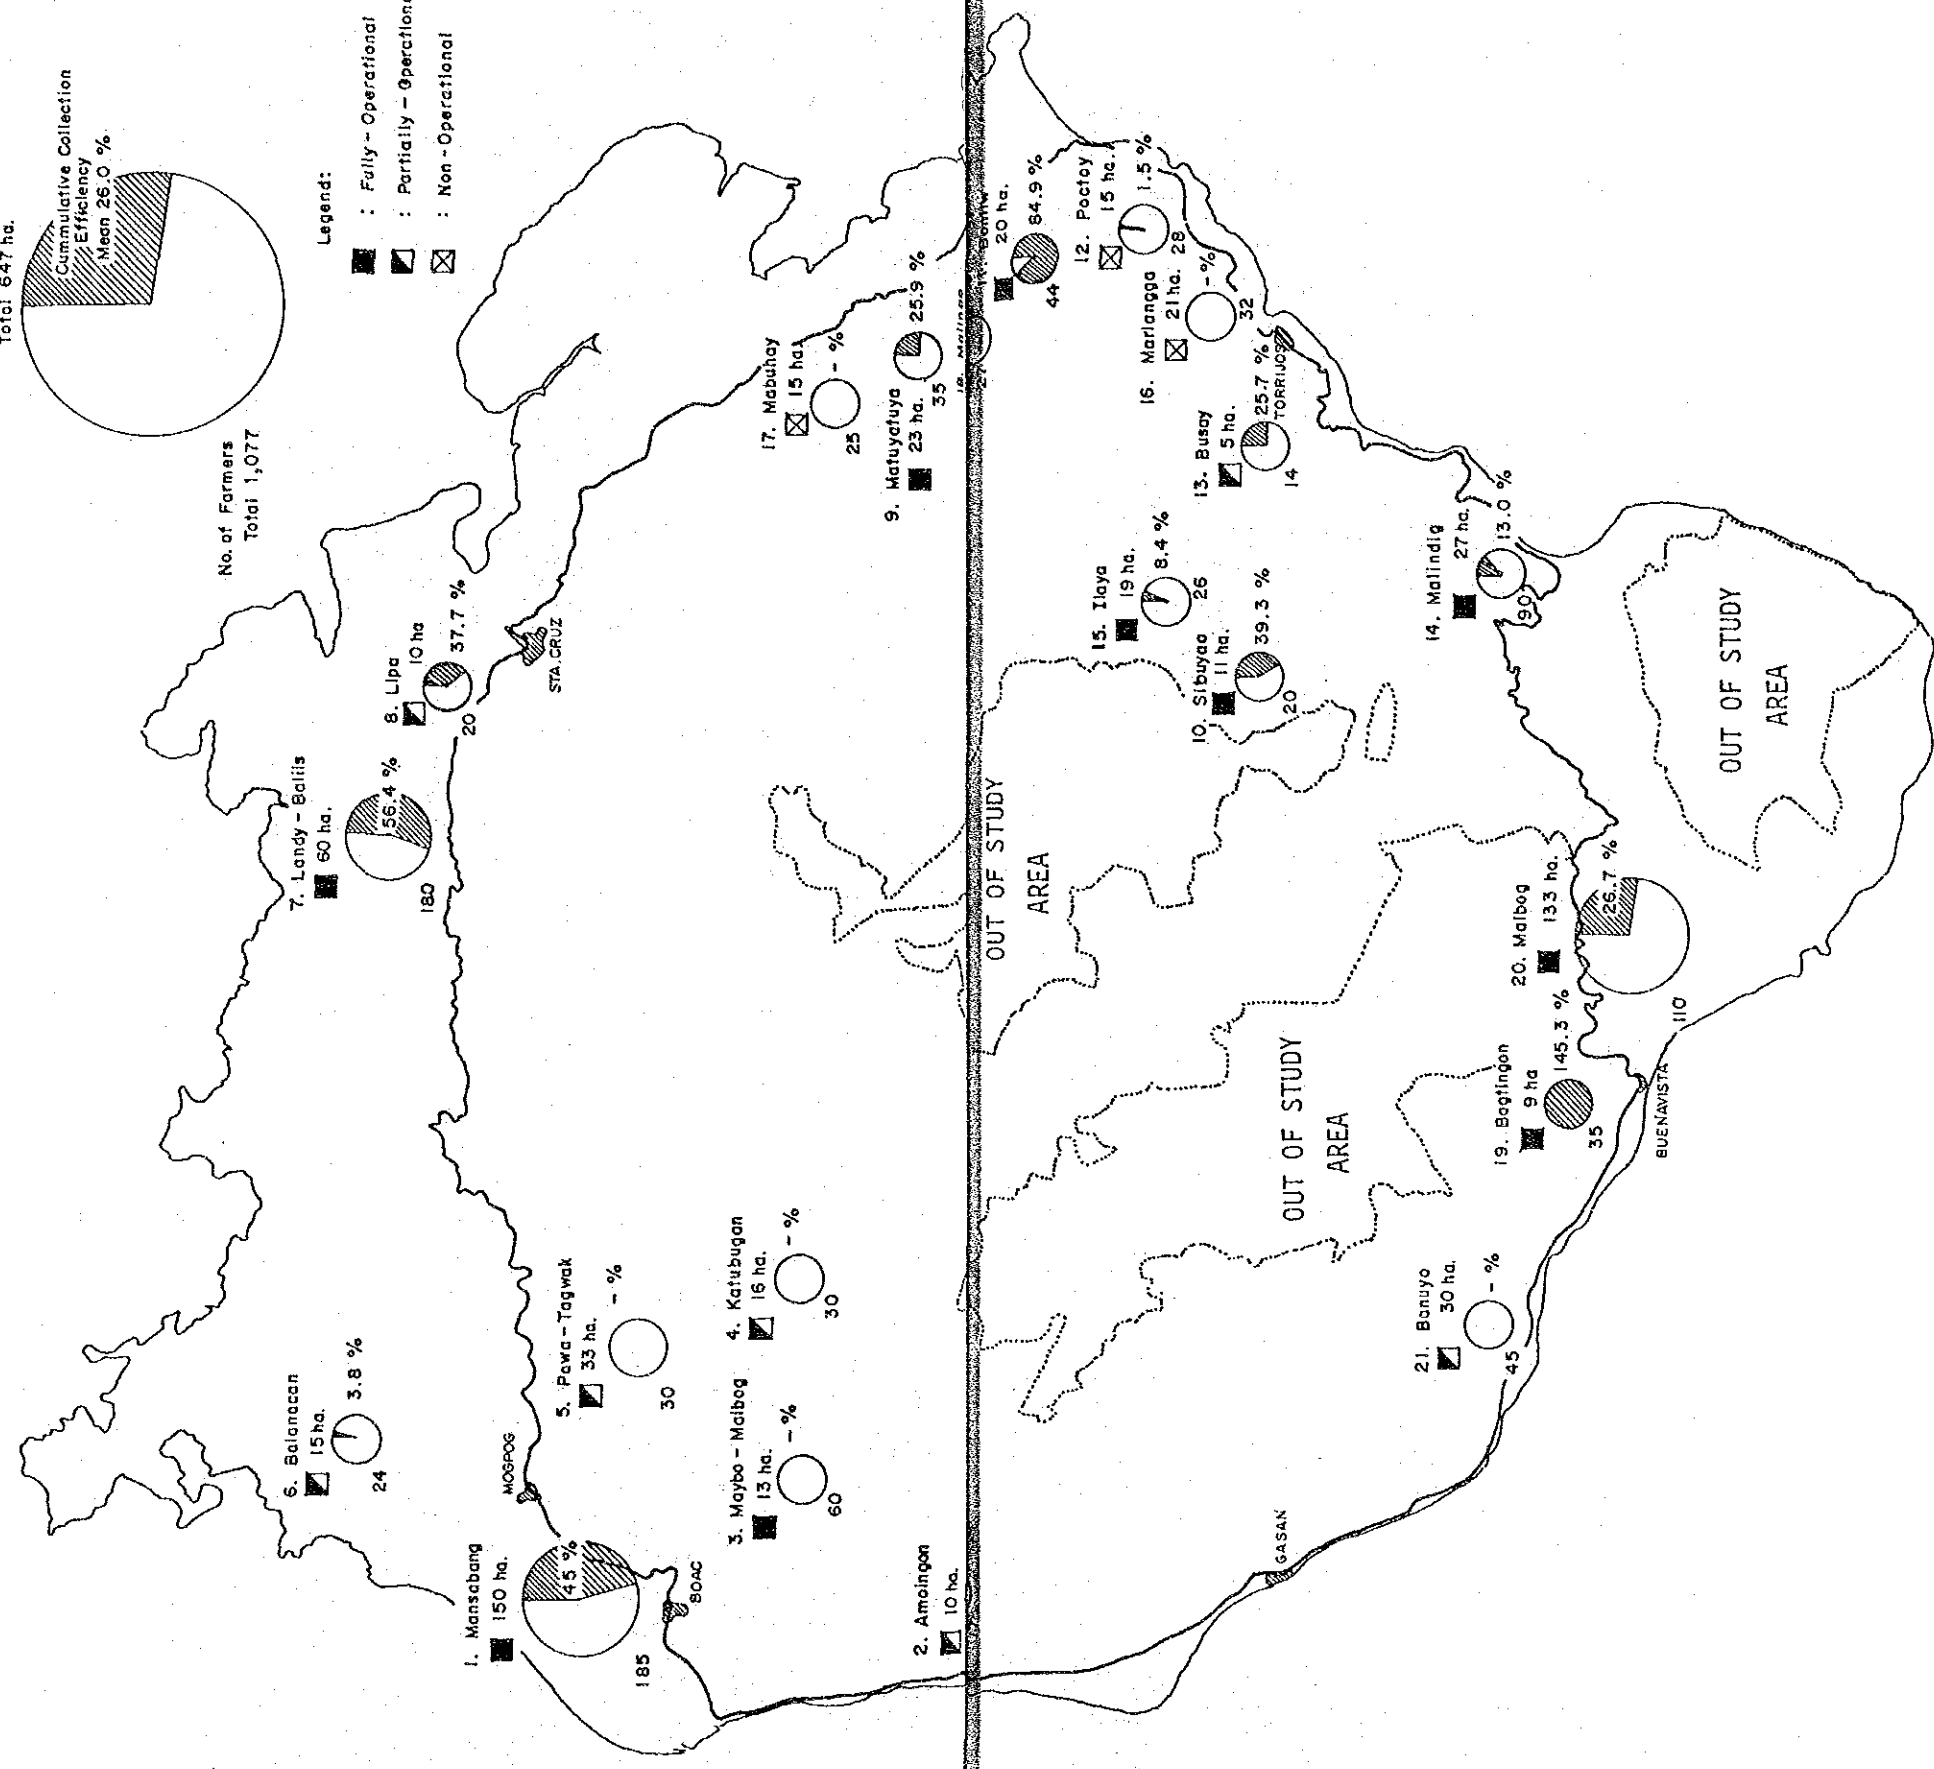 Total 647 ha.
Cummulative Collection
Efficiency
Mean 26.0 %
No. of Farmers
Total 1,077
Legend:
: Fully - Operational
: Partially - Operational
: Non - Operational
1. Mansabang
150 ha.
45 %
185
2. Amoingon
10 ha.
3. Maybo - Malbog
13 ha.
- %
60
4. Katubugan
16 ha.
- %
30
5. Pawa - Tagwak
33 ha.
- %
30
6. Balanacan
15 ha.
3.8 %
24
7. Landy - Baliis
60 ha.
56.4 %
180
8. Lipa
10 ha
37.7 %
20
17. Mabuhay
15 ha.
- %
25
9. Matuyatuya
23 ha.
25.9 %
35
20 ha.
84.9 %
44
12. Poctoy
15 ha.
1.5 %
28
16. Marlangga
21 ha.
- %
32
13. Busay
5 ha.
25.7 %
14
15. Ilaya
19 ha.
8.4 %
26
10. Sibuyao
11 ha.
39.3 %
20
14. Malindig
27 ha.
13.0 %
90
20. Malbog
133 ha.
26.7 %
110
19. Bagtingon
9 ha
145.3 %
35
21. Banuyo
30 ha.
- %
45
MOGPOG
BOAC
STA. CRUZ
TORRIJOS
BUENAVISTA
GASAN
OUT OF STUDY
AREA
OUT OF STUDY
AREA
OUT OF STUDY
AREA